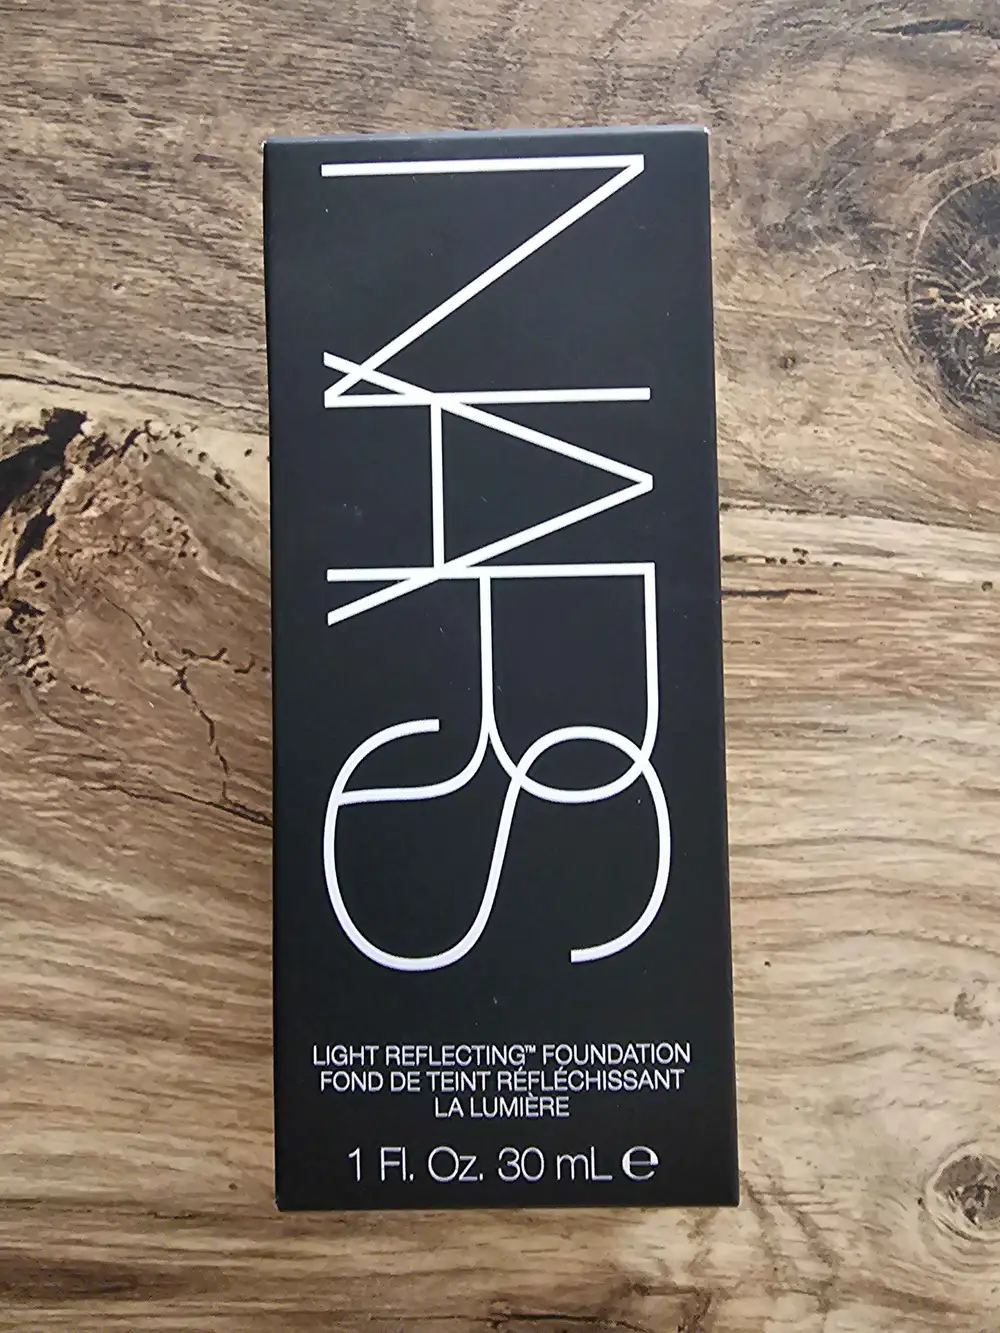 NARS
LIGHT REFLECTING™ FOUNDATION
FOND DE TEINT RÉFLÉCHISSANT
LA LUMIÈRE
1 Fl. Oz. 30 mL ℮